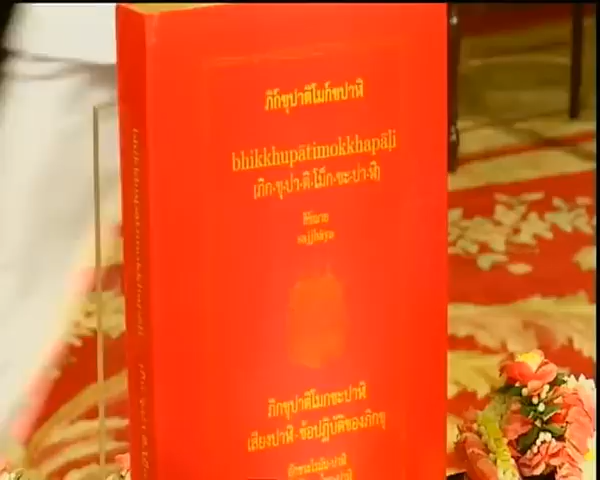 ภิกฺขุปาติโมกฺขปาฬิ
bhikkhupātimokkhapāḷi
(ภิก-ขุ-ปา-ติ-โม็ก-ขะ-ปา-ฬิ)
sajjhāya
ภิกขุปาติโมกขะปาฬิ
เสียงปาฬิ ข้อปฏิบัติของภิกขุ
bhikkhupātimokkhapāḷi